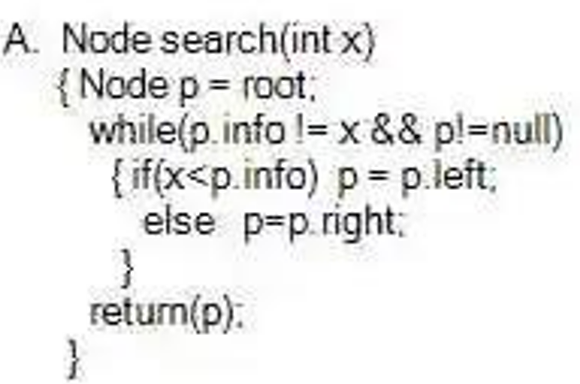 A. Node search(int x)
{ Node p = root;
while(p.info != x && p!=null)
{ if(x<p.info) p = p.left;
else p=p.right;
}
return(p);
}